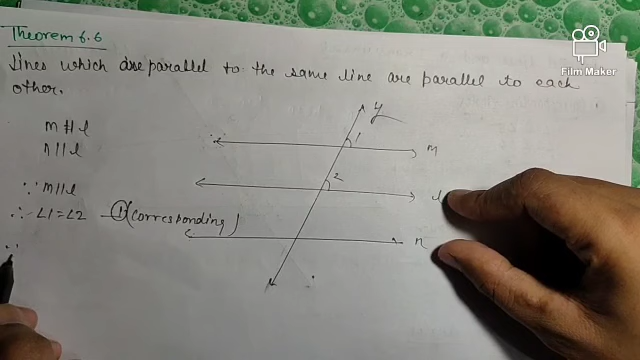 Theorem 6.6
Lines which are parallel to the same line are parallel to each
other.
m || l
n || l
∵ m || l
∴ ∠1 = ∠2 — ① (corresponding)
∵
y
1
m
2
l
n
Film Maker